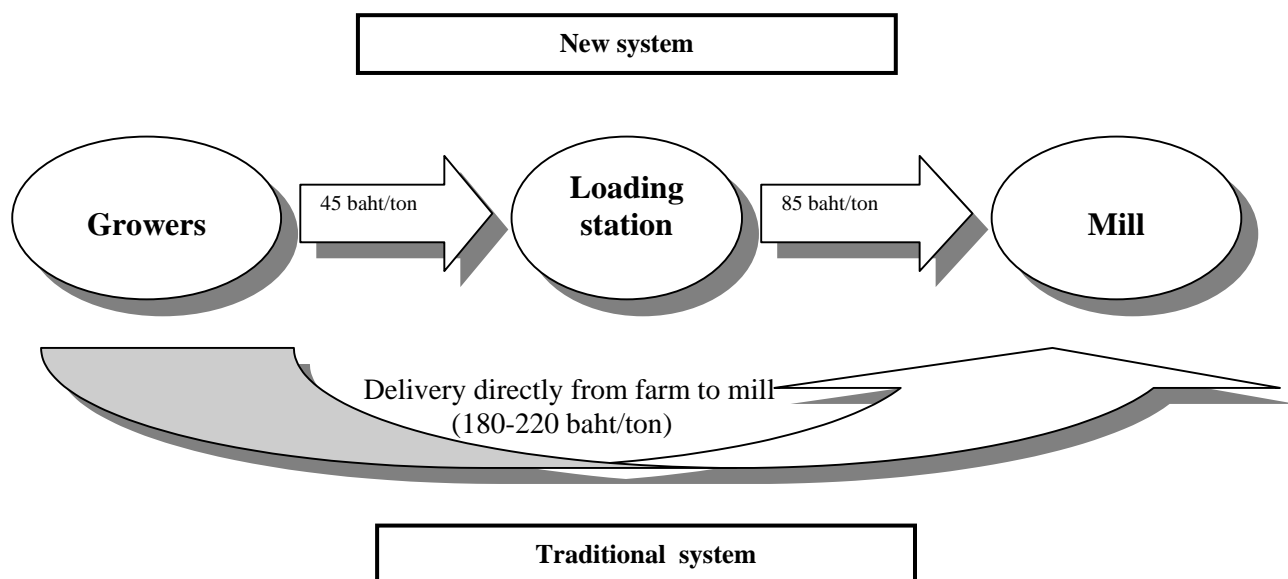 New system
Growers
45 baht/ton
Loading
station
85 baht/ton
Mill
Delivery directly from farm to mill
(180-220 baht/ton)
Traditional system